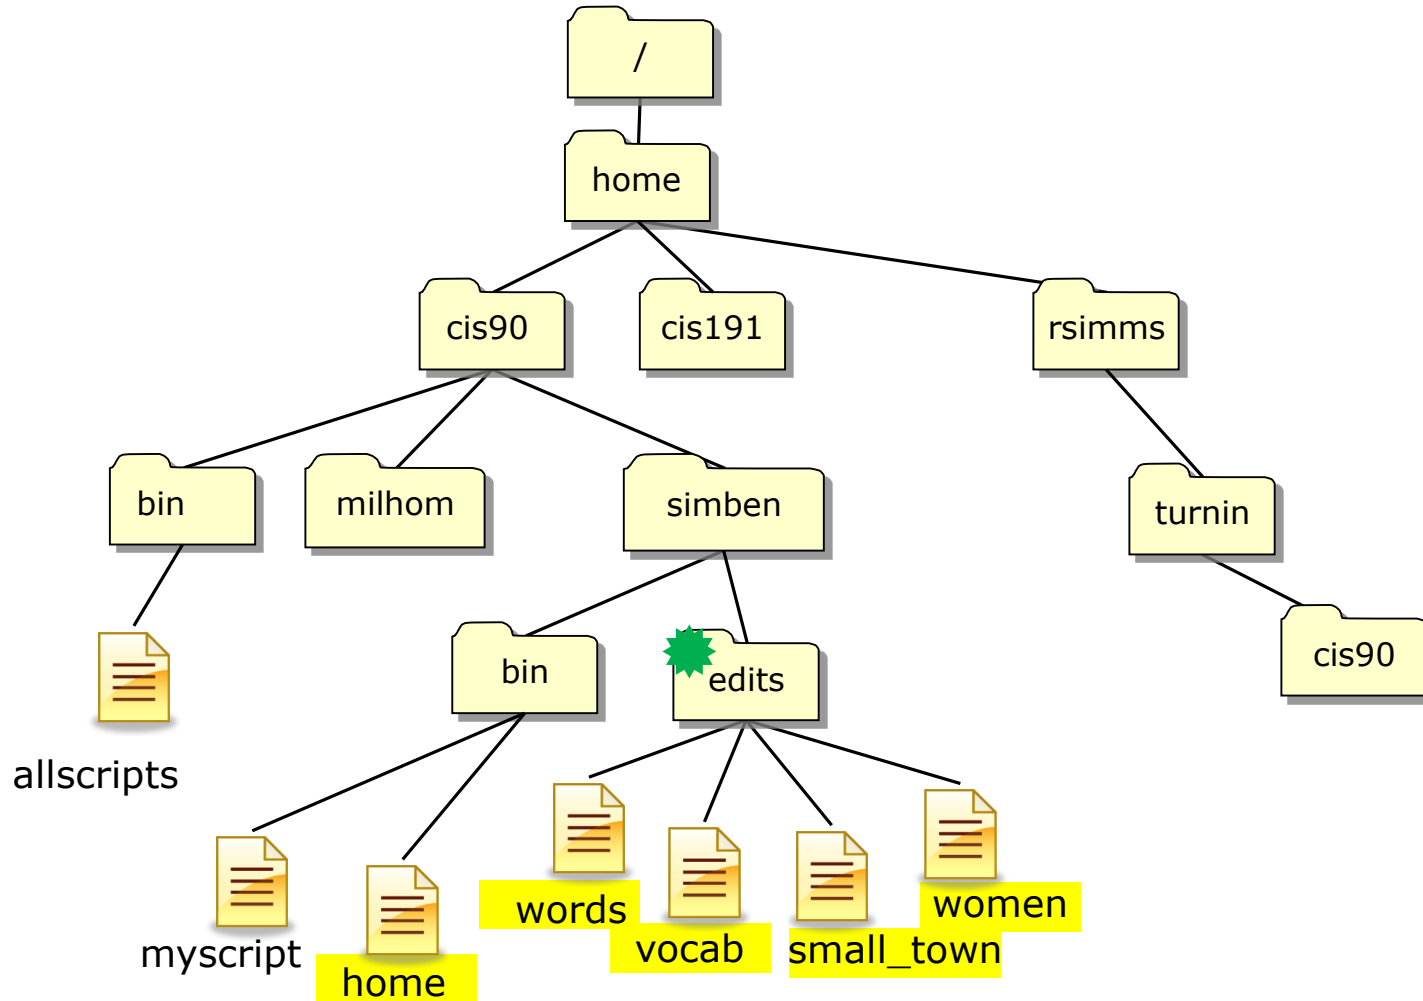 /
home
cis90
cis191
rsimms
bin
milhom
simben
turnin
bin
edits
cis90
allscripts
myscript
home
words
vocab
small_town
women